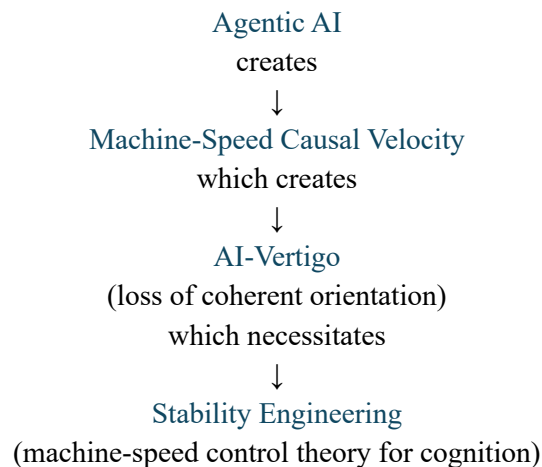 Agentic AI
creates
↓
Machine-Speed Causal Velocity
which creates
↓
AI-Vertigo
(loss of coherent orientation)
which necessitates
↓
Stability Engineering
(machine-speed control theory for cognition)